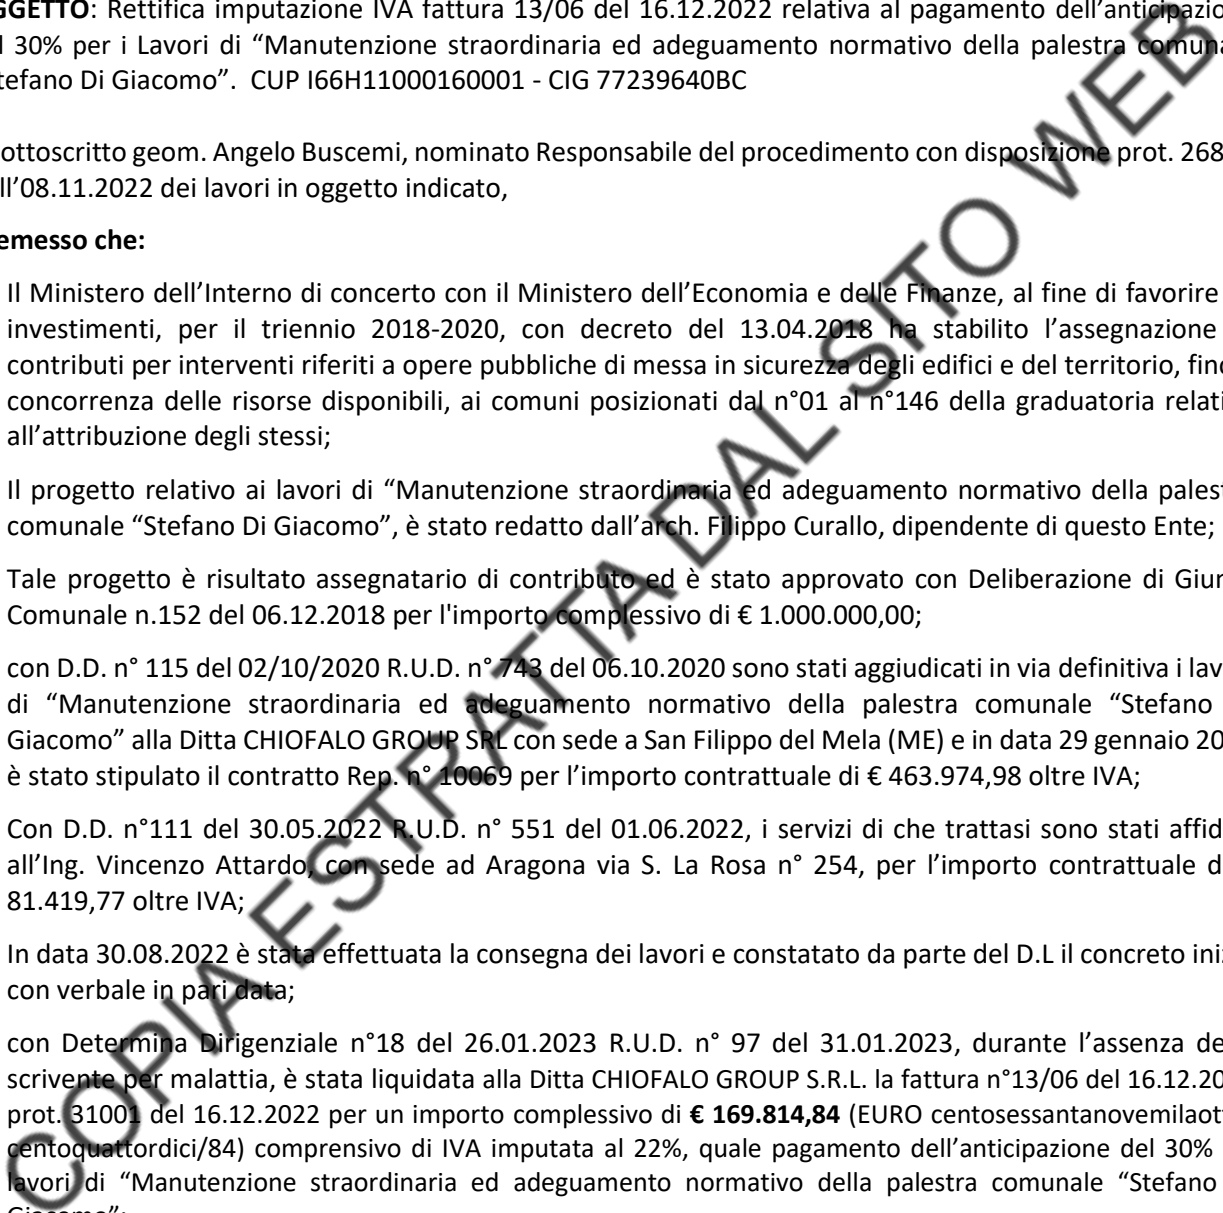 GGETTO: Rettifica imputazione IVA fattura 13/06 del 16.12.2022 relativa al pagamento dell’anticipazio
l 30% per i Lavori di “Manutenzione straordinaria ed adeguamento normativo della palestra comuna
tefano Di Giacomo”. CUP I66H11000160001 - CIG 77239640BC
ottoscritto geom. Angelo Buscemi, nominato Responsabile del procedimento con disposizione prot. 268
ll’08.11.2022 dei lavori in oggetto indicato,
emesso che:
Il Ministero dell’Interno di concerto con il Ministero dell’Economia e delle Finanze, al fine di favorire
investimenti, per il triennio 2018-2020, con decreto del 13.04.2018 ha stabilito l’assegnazione
contributi per interventi riferiti a opere pubbliche di messa in sicurezza degli edifici e del territorio, fino
concorrenza delle risorse disponibili, ai comuni posizionati dal n°01 al n°146 della graduatoria relati
all’attribuzione degli stessi;
Il progetto relativo ai lavori di “Manutenzione straordinaria ed adeguamento normativo della palest
comunale “Stefano Di Giacomo”, è stato redatto dall’arch. Filippo Curallo, dipendente di questo Ente;
Tale progetto è risultato assegnatario di contributo ed è stato approvato con Deliberazione di Giun
Comunale n.152 del 06.12.2018 per l'importo complessivo di € 1.000.000,00;
con D.D. n° 115 del 02/10/2020 R.U.D. n° 743 del 06.10.2020 sono stati aggiudicati in via definitiva i lav
di “Manutenzione straordinaria ed adeguamento normativo della palestra comunale “Stefano
Giacomo” alla Ditta CHIOFALO GROUP SRL con sede a San Filippo del Mela (ME) e in data 29 gennaio 20
è stato stipulato il contratto Rep. n° 10069 per l’importo contrattuale di € 463.974,98 oltre IVA;
Con D.D. n°111 del 30.05.2022 R.U.D. n° 551 del 01.06.2022, i servizi di che trattasi sono stati affid
all’Ing. Vincenzo Attardo, con sede ad Aragona via S. La Rosa n° 254, per l’importo contrattuale d
81.419,77 oltre IVA;
In data 30.08.2022 è stata effettuata la consegna dei lavori e constatato da parte del D.L il concreto iniz
con verbale in pari data;
con Determina Dirigenziale n°18 del 26.01.2023 R.U.D. n° 97 del 31.01.2023, durante l’assenza de
scrivente per malattia, è stata liquidata alla Ditta CHIOFALO GROUP S.R.L. la fattura n°13/06 del 16.12.20
prot. 31001 del 16.12.2022 per un importo complessivo di € 169.814,84 (EURO centosessantanovemilaott
centoquattordici/84) comprensivo di IVA imputata al 22%, quale pagamento dell’anticipazione del 30%
lavori di “Manutenzione straordinaria ed adeguamento normativo della palestra comunale “Stefano
Giacomo”;
COPIA ESTRATTA DAL SITO WEB